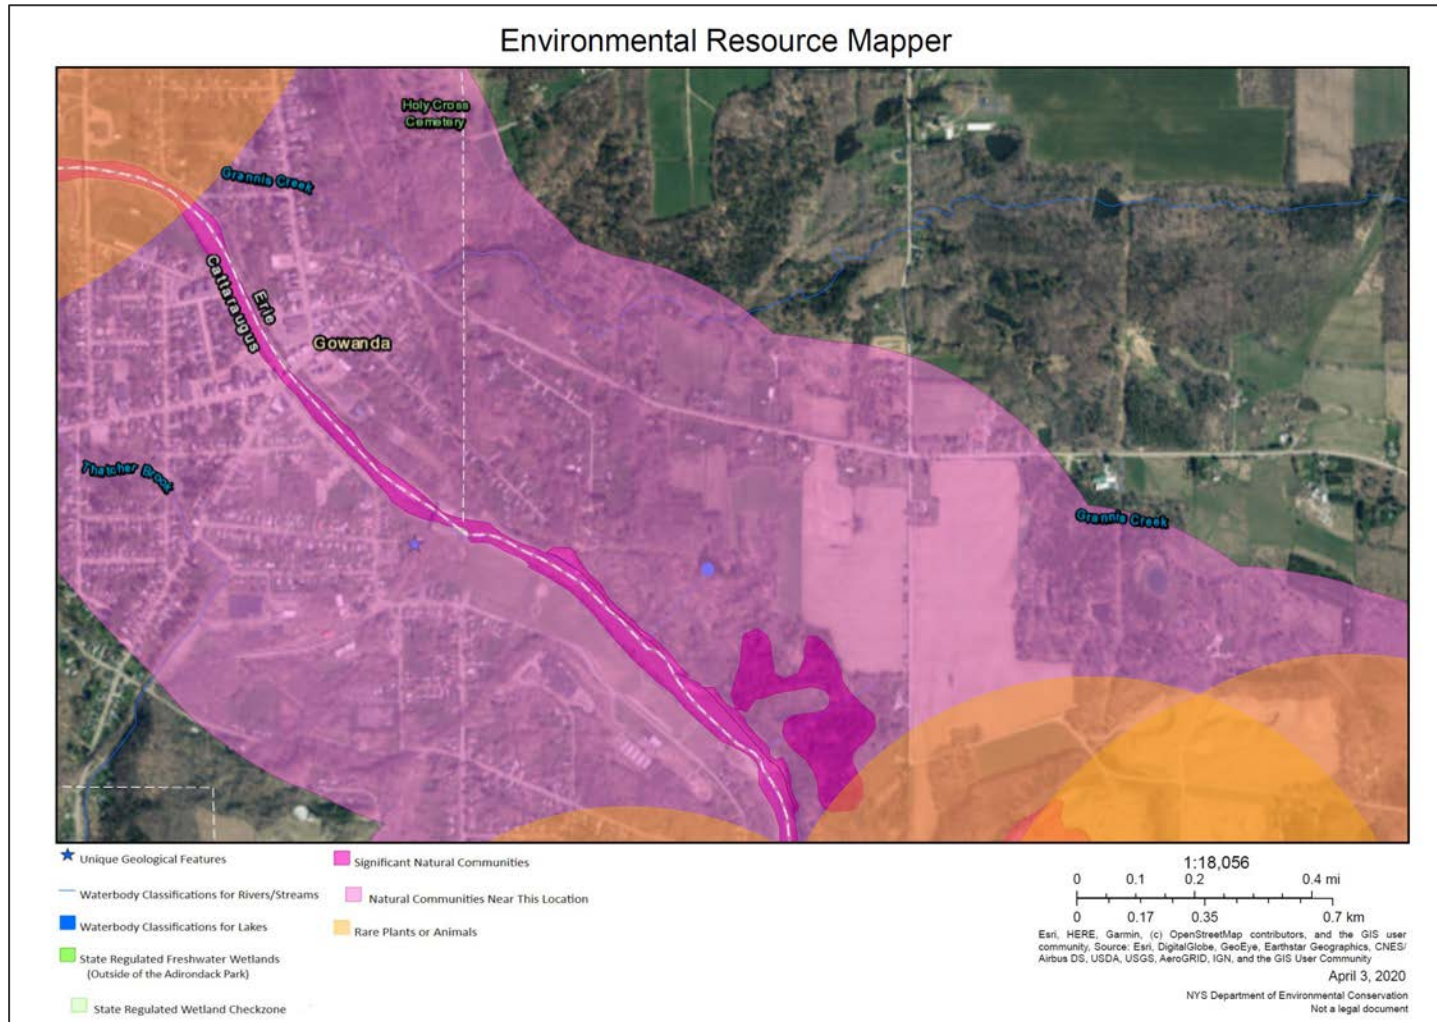 Environmental Resource Mapper
Holy Cross
Cemetery
Grannis Creek
Cattaraugus
Erie
Gowanda
Thatcher Brook
Grannis Creek
Unique Geological Features
Waterbody Classifications for Rivers/Streams
Waterbody Classifications for Lakes
State Regulated Freshwater Wetlands
(Outside of the Adirondack Park)
State Regulated Wetland Checkzone
Significant Natural Communities
Natural Communities Near This Location
Rare Plants or Animals
1:18,056
0 0.1 0.2 0.4 mi
0 0.17 0.35 0.7 km
Esri, HERE, Garmin, (c) OpenStreetMap contributors, and the GIS user
community, Source: Esri, DigitalGlobe, GeoEye, Earthstar Geographics, CNES/
Airbus DS, USDA, USGS, AeroGRID, IGN, and the GIS User Community
April 3, 2020
NYS Department of Environmental Conservation
Not a legal document